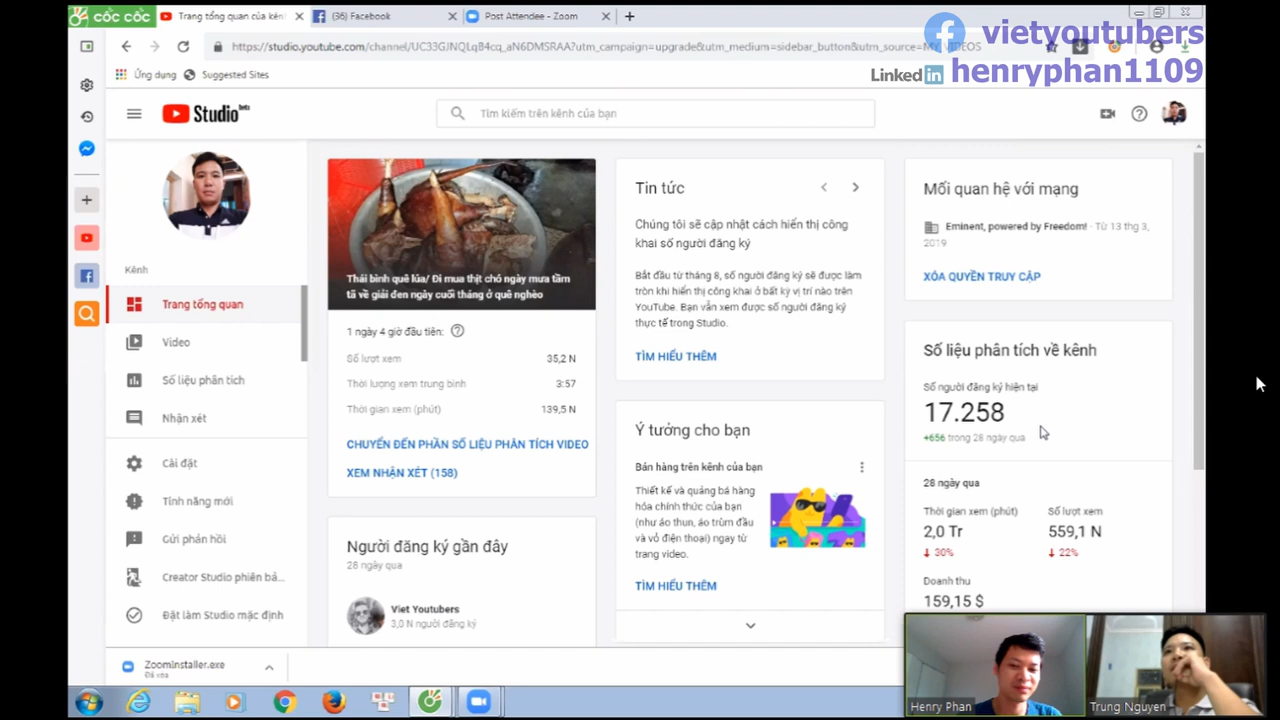 CỐC CỐC
Trang tổng quan của kên
(36) Facebook
Post Attendee - Zoom
vietyoutubers
https://studio.youtube.com/channel/
Ứng dụng
Suggested Sites
Linked in henryphan1109
Studio beta
Tìm kiếm trên kênh của bạn
Kênh
Trang tổng quan
Video
Số liệu phân tích
Nhận xét
Cài đặt
Tính năng mới
Gửi phản hồi
Creator Studio phiên bả...
Đặt làm Studio mặc định
Thái bình quê lúa/ Đi mua thịt chó ngày mưa tầm
tã về giải đen ngày cuối tháng ở quê nghèo
1 ngày 4 giờ đầu tiên:
Số lượt xem 35,2 N
Thời lượng xem trung bình 3:57
Thời gian xem (phút) 139,5 N
CHUYỂN ĐẾN PHẦN SỐ LIỆU PHÂN TÍCH VIDEO
XEM NHẬN XÉT (158)
Người đăng ký gần đây
28 ngày qua
Viet Youtubers
3,0 N người đăng ký
Tin tức
Chúng tôi sẽ cập nhật cách hiển thị công
khai số người đăng ký
Bắt đầu từ tháng 8, số người đăng ký sẽ được làm
tròn khi hiển thị công khai ở bất kỳ vị trí nào trên
YouTube. Bạn vẫn xem được số người đăng ký
thực tế trong Studio.
TÌM HIỂU THÊM
Ý tưởng cho bạn
Bán hàng trên kênh của bạn
Thiết kế và quảng bá hàng
hóa chính thức của bạn
(như áo thun, áo trùm đầu
và vỏ điện thoại) ngay từ
trang video.
TÌM HIỂU THÊM
Mối quan hệ với mạng
Eminent, powered by Freedom! · Từ 13 thg 3,
2019
XÓA QUYỀN TRUY CẬP
Số liệu phân tích về kênh
Số người đăng ký hiện tại
17.258
+656 trong 28 ngày qua
28 ngày qua
Thời gian xem (phút) Số lượt xem
2,0 Tr 559,1 N
30% 22%
Doanh thu
159,15 $
ZoomInstaller.exe
Đã xóa
Henry Phan
Trung Nguyen